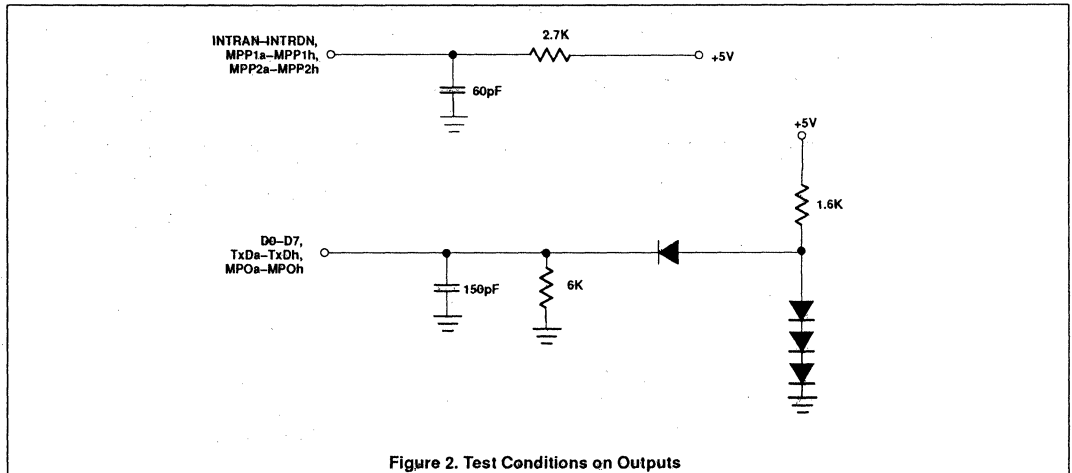 2.7K
INTRAN–INTRDN,
MPP1a–MPP1h,
MPP2a–MPP2h
+5V
60pF
+5V
1.6K
D0–D7,
TxDa–TxDh,
MPOa–MPOh
150pF
6K
Figure 2. Test Conditions on Outputs